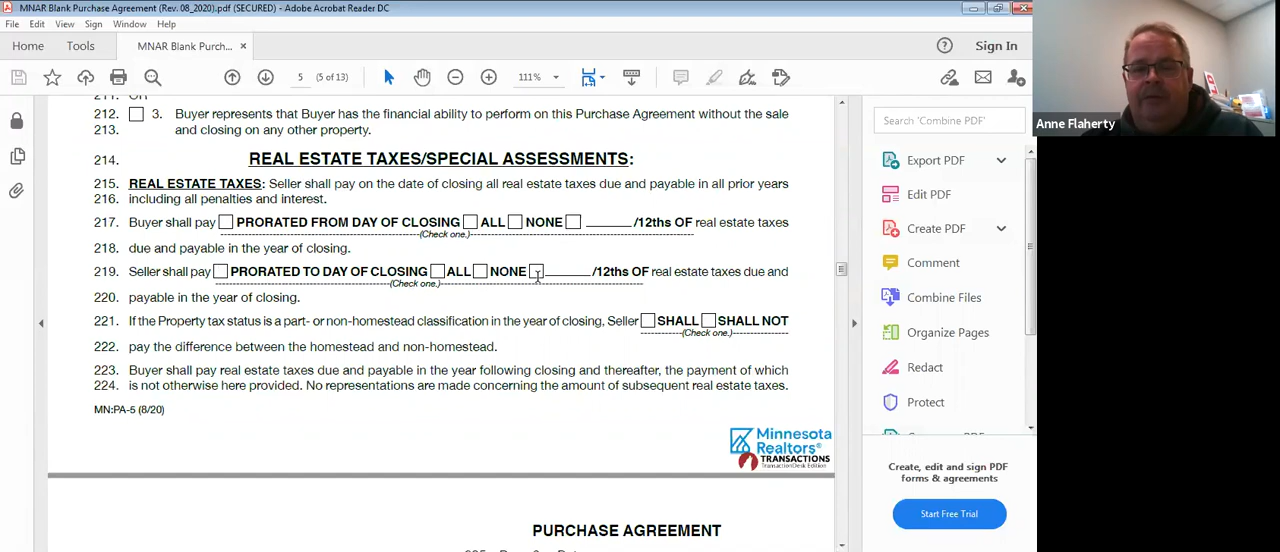 MNAR Blank Purchase Agreement (Rev. 08_2020).pdf (SECURED) - Adobe Acrobat Reader DC
File Edit View Sign Window Help
Home Tools MNAR Blank Purch... × Sign In
5 (5 of 13) 111%
212. 3. Buyer represents that Buyer has the financial ability to perform on this Purchase Agreement without the sale
213. and closing on any other property.
214. REAL ESTATE TAXES/SPECIAL ASSESSMENTS:
215. REAL ESTATE TAXES: Seller shall pay on the date of closing all real estate taxes due and payable in all prior years
216. including all penalties and interest.
217. Buyer shall pay PRORATED FROM DAY OF CLOSING ALL NONE ______ /12ths OF real estate taxes
(Check one.)
218. due and payable in the year of closing.
219. Seller shall pay PRORATED TO DAY OF CLOSING ALL NONE ______ /12ths OF real estate taxes due and
(Check one.)
220. payable in the year of closing.
221. If the Property tax status is a part- or non-homestead classification in the year of closing, Seller SHALL SHALL NOT
(Check one.)
222. pay the difference between the homestead and non-homestead.
223. Buyer shall pay real estate taxes due and payable in the year following closing and thereafter, the payment of which
224. is not otherwise here provided. No representations are made concerning the amount of subsequent real estate taxes.
MN:PA-5 (8/20)
Minnesota
Realtors®
TRANSACTIONS
TransactionDesk Edition
PURCHASE AGREEMENT
Search 'Combine PDF'
Export PDF
Edit PDF
Create PDF
Comment
Combine Files
Organize Pages
Redact
Protect
Create, edit and sign PDF
forms & agreements
Start Free Trial
Anne Flaherty